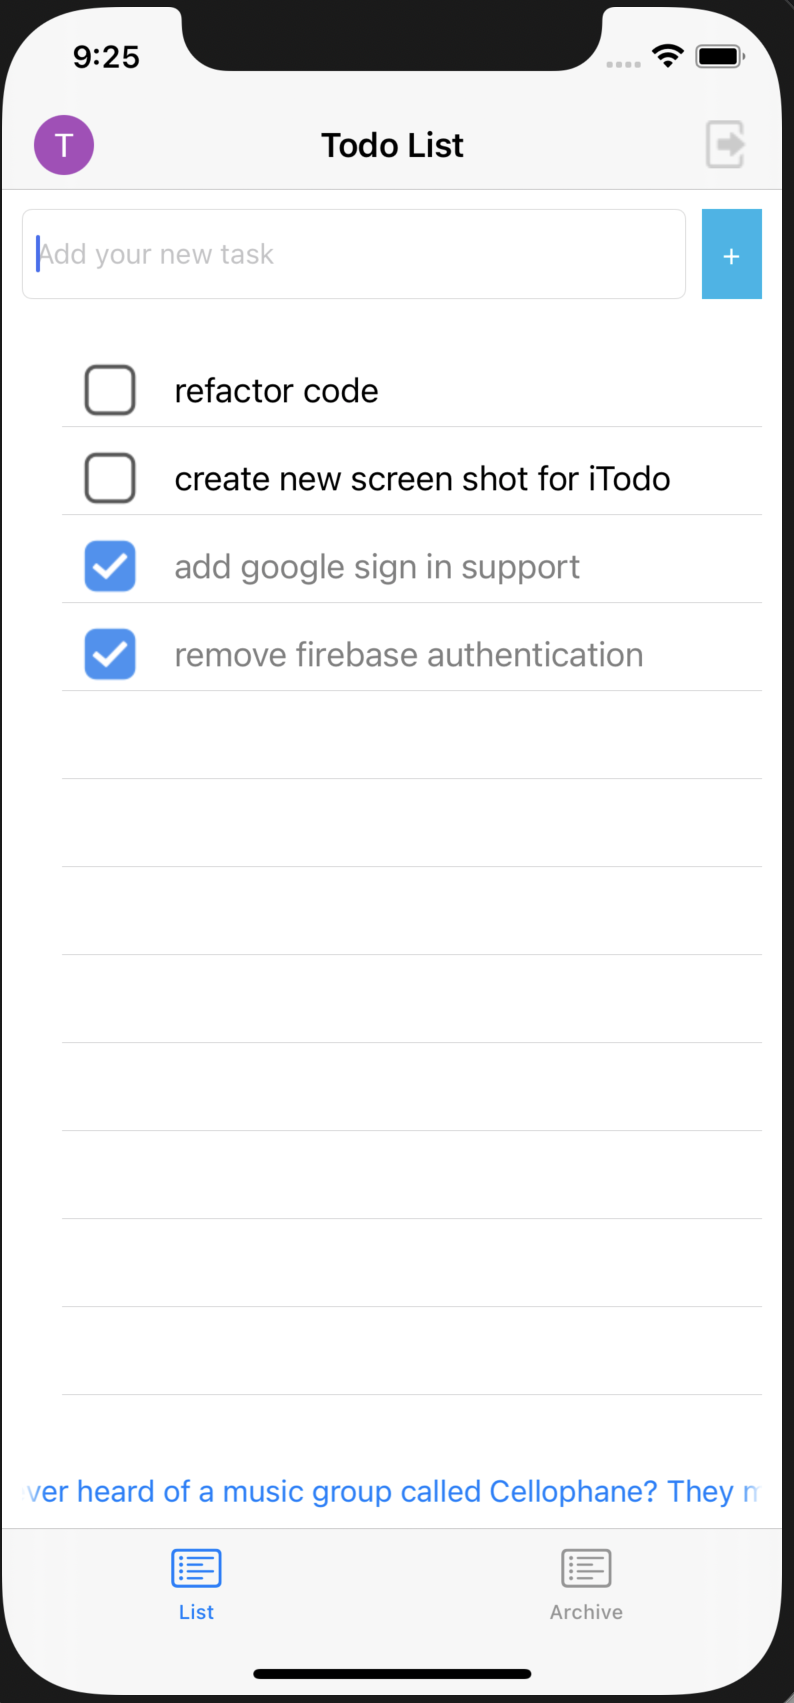 9:25
T
Todo List
Add your new task
+
refactor code
create new screen shot for iTodo
add google sign in support
remove firebase authentication
ver heard of a music group called Cellophane? They m
List
Archive